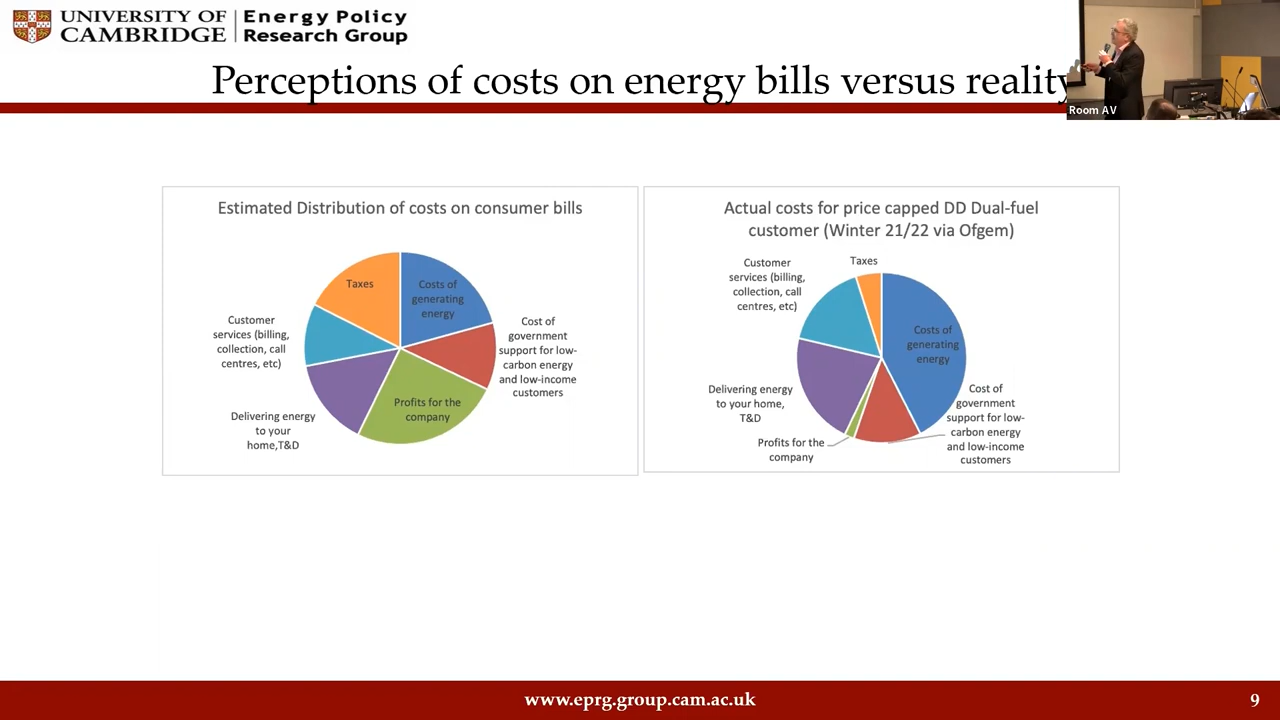 UNIVERSITY OF
CAMBRIDGE
Energy Policy
Research Group
Perceptions of costs on energy bills versus reality
Room AV
Estimated Distribution of costs on consumer bills
Taxes
Costs of
generating
energy
Customer
services (billing,
collection, call
centres, etc)
Cost of
government
support for low-
carbon energy
and low-income
customers
Profits for the
company
Delivering energy
to your
home,T&D
Actual costs for price capped DD Dual-fuel
customer (Winter 21/22 via Ofgem)
Taxes
Customer
services (billing,
collection, call
centres, etc)
Costs of
generating
energy
Delivering energy
to your home,
T&D
Cost of
government
support for low-
carbon energy
and low-income
customers
Profits for the
company
www.eprg.group.cam.ac.uk
9